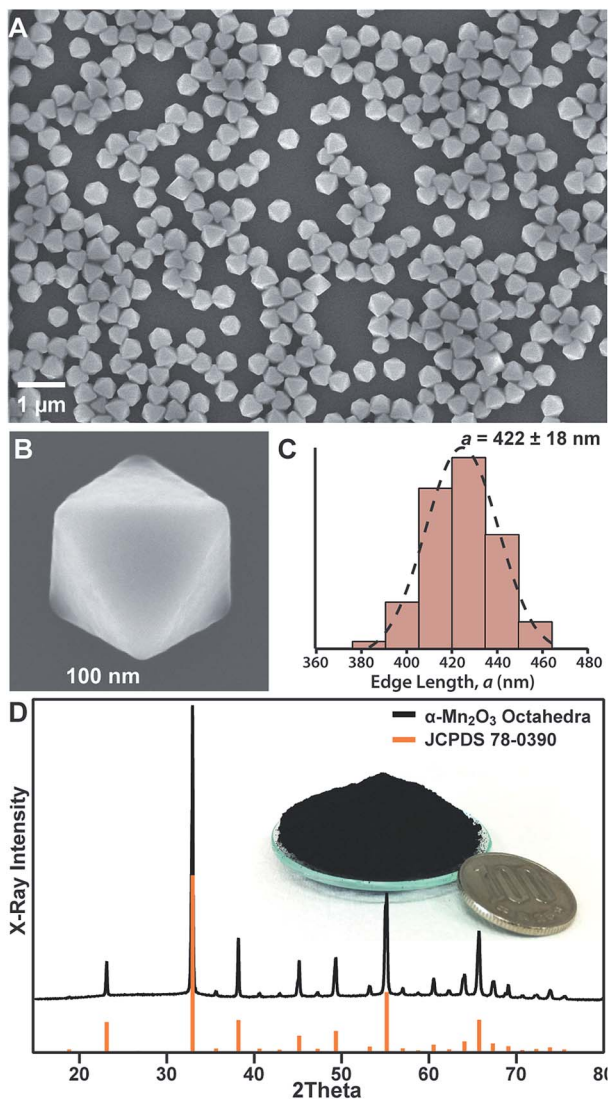 A
1 µm
B
100 nm
C
a = 422 ± 18 nm
360 380 400 420 440 460 480
Edge Length, a (nm)
D
α-Mn₂O₃ Octahedra
JCPDS 78-0390
100
X-Ray Intensity
20 30 40 50 60 70 80
2Theta